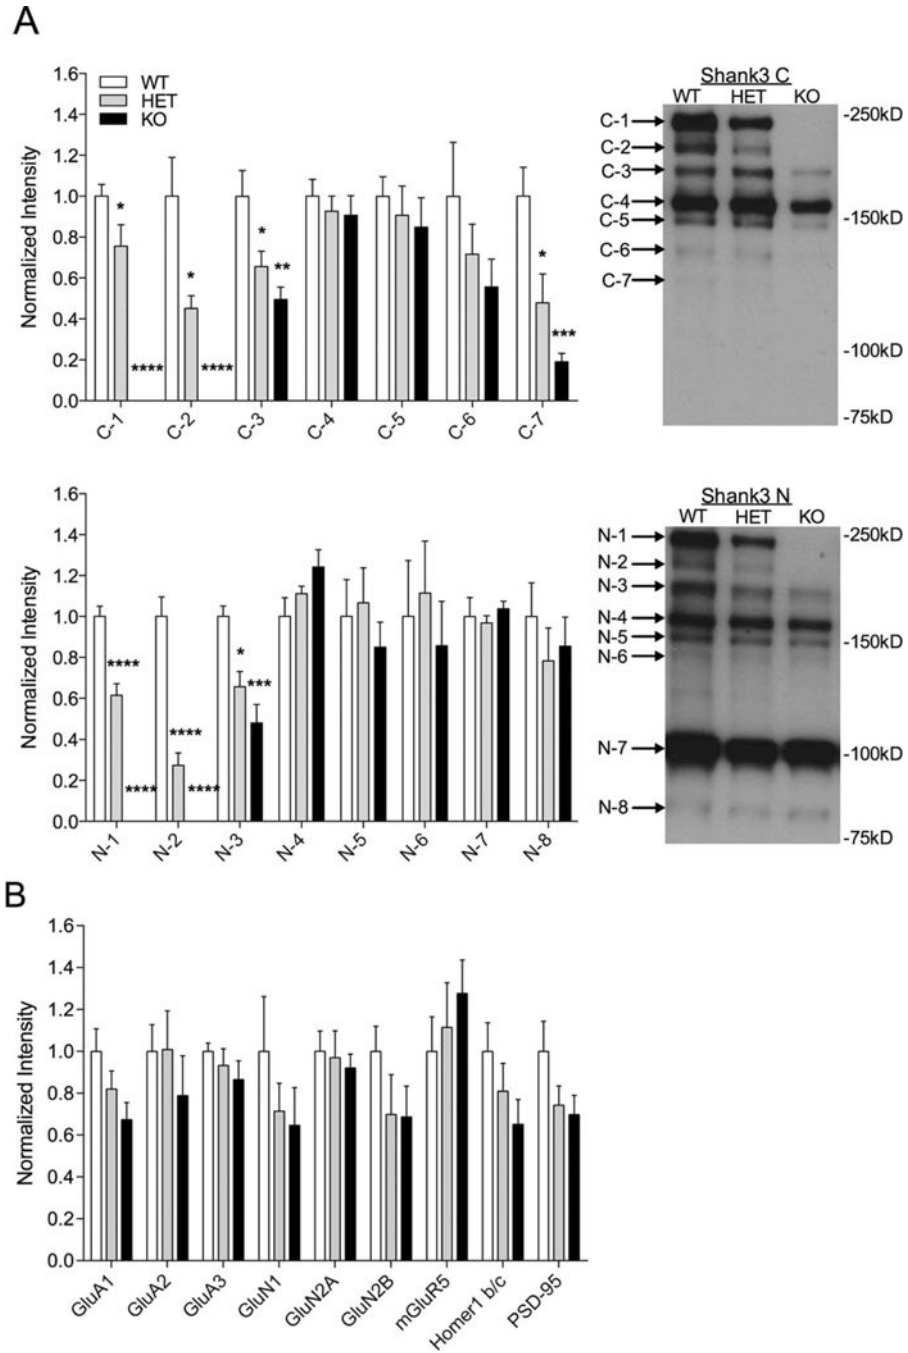 A
1.6
1.4
1.2
1.0
0.8
0.6
0.4
0.2
0.0
Normalized Intensity
WT
HET
KO
*
****
*
****
*
**
*
***
C-1
C-2
C-3
C-4
C-5
C-6
C-7
Shank3 C
WT HET KO
C-1
C-2
C-3
C-4
C-5
C-6
C-7
-250kD
-150kD
-100kD
-75kD
1.6
1.4
1.2
1.0
0.8
0.6
0.4
0.2
0.0
Normalized Intensity
****
****
****
****
*
***
N-1
N-2
N-3
N-4
N-5
N-6
N-7
N-8
Shank3 N
WT HET KO
N-1
N-2
N-3
N-4
N-5
N-6
N-7
N-8
-250kD
-150kD
-100kD
-75kD
B
1.6
1.4
1.2
1.0
0.8
0.6
0.4
0.2
0.0
Normalized Intensity
GluA1
GluA2
GluA3
GluN1
GluN2A
GluN2B
mGluR5
Homer1 b/c
PSD-95